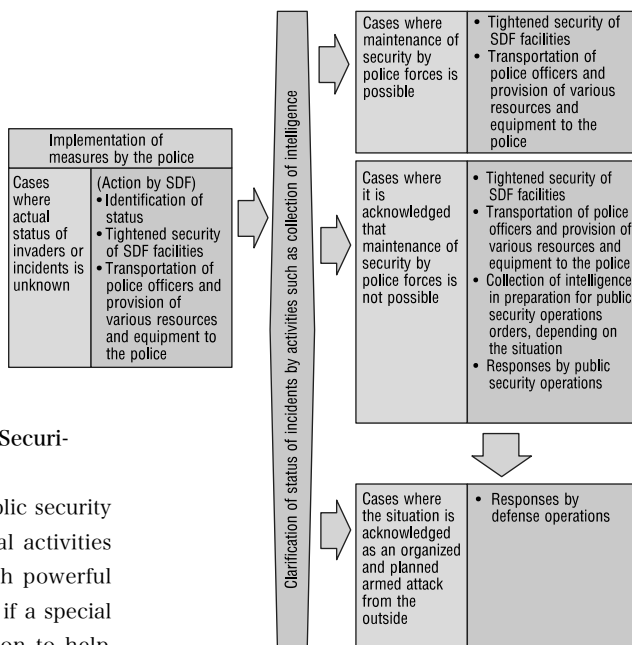 Implementation of
measures by the police
Cases
where
actual
status of
invaders or
incidents is
unknown
(Action by SDF)
• Identification of
status
• Tightened security
of SDF facilities
• Transportation of
police officers and
provision of
various resources
and equipment to
the police
Clarification of status of incidents by activities such as collection of intelligence
Cases where
maintenance of
security by
police forces is
possible
• Tightened security of
SDF facilities
• Transportation of
police officers and
provision of various
resources and
equipment to the
police
Cases where
it is
acknowledged
that
maintenance of
security by
police forces is
not possible
• Tightened security of
SDF facilities
• Transportation of police
officers and provision of
various resources and
equipment to the police
• Collection of intelligence
in preparation for public
security operations
orders, depending on
the situation
• Responses by public
security operations
Cases where
the situation is
acknowledged
as an organized
and planned
armed attack
from the
outside
• Responses by
defense operations
Securi-
blic security
al activities
h powerful
if a special
on to help